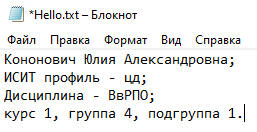 *Hello.txt – Блокнот
Файл Правка Формат Вид Справка
Кононович Юлия Александровна;
ИСИТ профиль - цд;
Дисциплина - ВвРПО;
курс 1, группа 4, подгруппа 1.